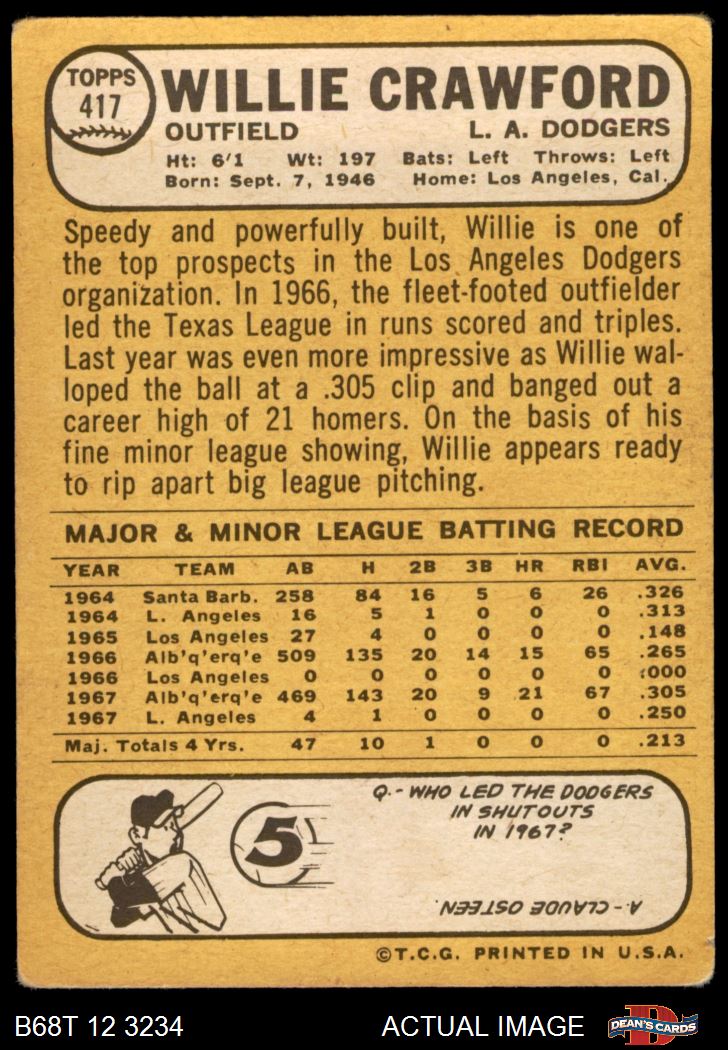 TOPPS
417
WILLIE CRAWFORD
OUTFIELD L. A. DODGERS
Ht: 6'1 Wt: 197 Bats: Left Throws: Left
Born: Sept. 7, 1946 Home: Los Angeles, Cal.
Speedy and powerfully built, Willie is one of
the top prospects in the Los Angeles Dodgers
organization. In 1966, the fleet-footed outfielder
led the Texas League in runs scored and triples.
Last year was even more impressive as Willie wal-
loped the ball at a .305 clip and banged out a
career high of 21 homers. On the basis of his
fine minor league showing, Willie appears ready
to rip apart big league pitching.
MAJOR & MINOR LEAGUE BATTING RECORD
YEAR TEAM AB H 2B 3B HR RBI AVG.
1964 Santa Barb. 258 84 16 5 6 26 .326
1964 L. Angeles 16 5 1 0 0 0 .313
1965 Los Angeles 27 4 0 0 0 0 .148
1966 Alb'q'erq'e 509 135 20 14 15 65 .265
1966 Los Angeles 0 0 0 0 0 0 .000
1967 Alb'q'erq'e 469 143 20 9 21 67 .305
1967 L. Angeles 4 1 0 0 0 0 .250
Maj. Totals 4 Yrs. 47 10 1 0 0 0 .213
5
Q.- WHO LED THE DODGERS
IN SHUTOUTS
IN 1967?
A.- CLAUDE OSTEEN.
©T.C.G. PRINTED IN U.S.A.
B68T 12 3234 ACTUAL IMAGE
D
DEAN'S CARDS